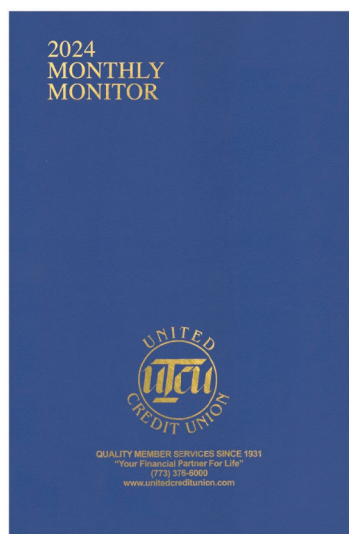 2024
MONTHLY
MONITOR
UNITED
UTCU
CREDIT UNION
QUALITY MEMBER SERVICES SINCE 1931
"Your Financial Partner For Life"
(773) 376-6000
www.unitedcreditunion.com